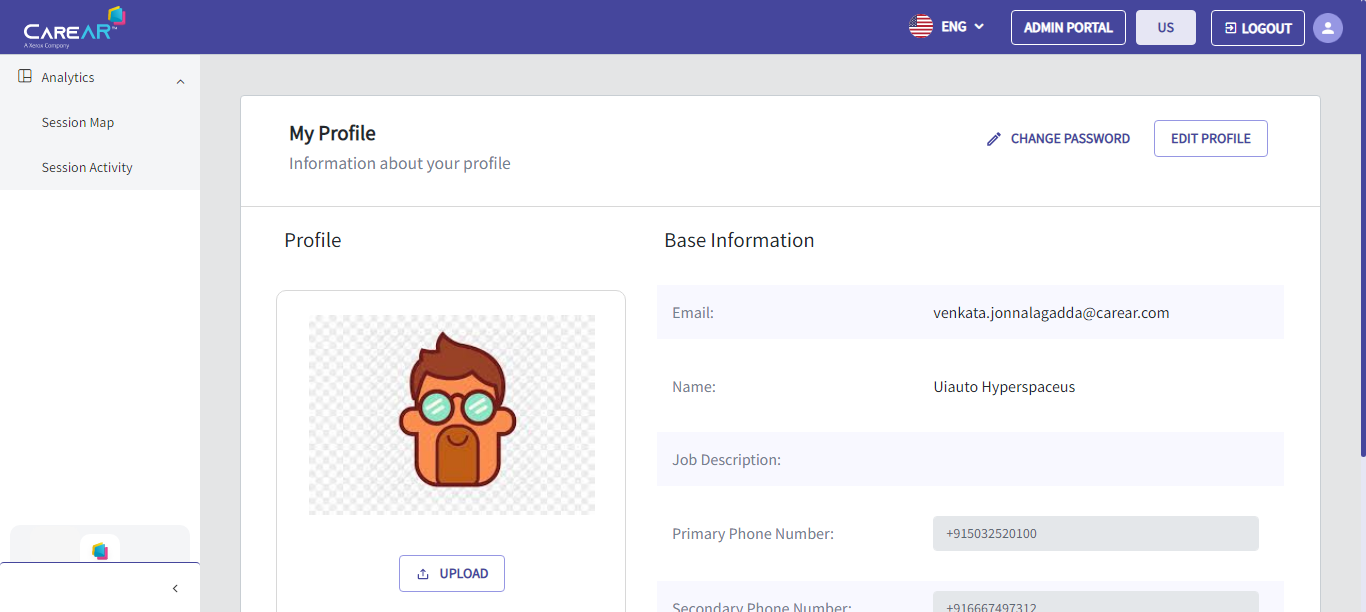 CAREAR™
A Xerox Company
ENG
ADMIN PORTAL
US
LOGOUT
Analytics
Session Map
Session Activity
My Profile
Information about your profile
CHANGE PASSWORD
EDIT PROFILE
Profile
Base Information
Email: venkata.jonnalagadda@carear.com
Name: Uiauto Hyperspaceus
Job Description:
Primary Phone Number: +915032520100
UPLOAD
Secondary Phone Number: +916667497312